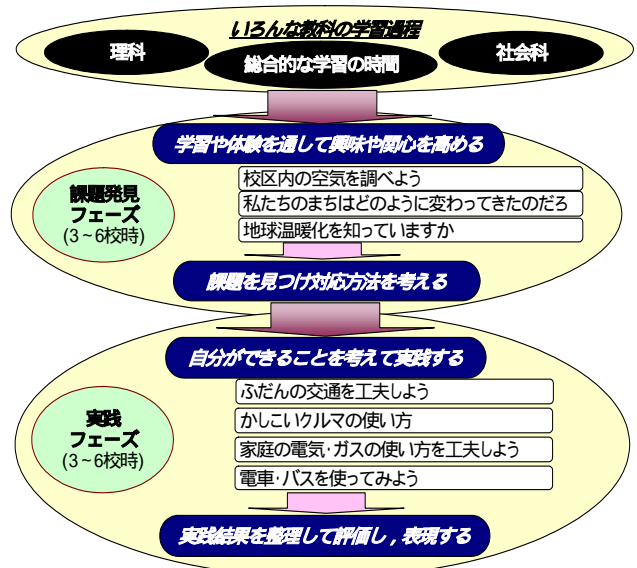 いろんな教科の学習過程
理科
総合的な学習の時間
社会科
学習や体験を通して興味や関心を高める
課題発見
フェーズ
(3~6校時)
校区内の空気を調べよう
私たちのまちはどのように変わってきたのだろ
地球温暖化を知っていますか
課題を見つけ対応方法を考える
自分ができることを考えて実践する
実践
フェーズ
(3~6校時)
ふだんの交通を工夫しよう
かしこいクルマの使い方
家庭の電気・ガスの使い方を工夫しよう
電車・バスを使ってみよう
実践結果を整理して評価し，表現する